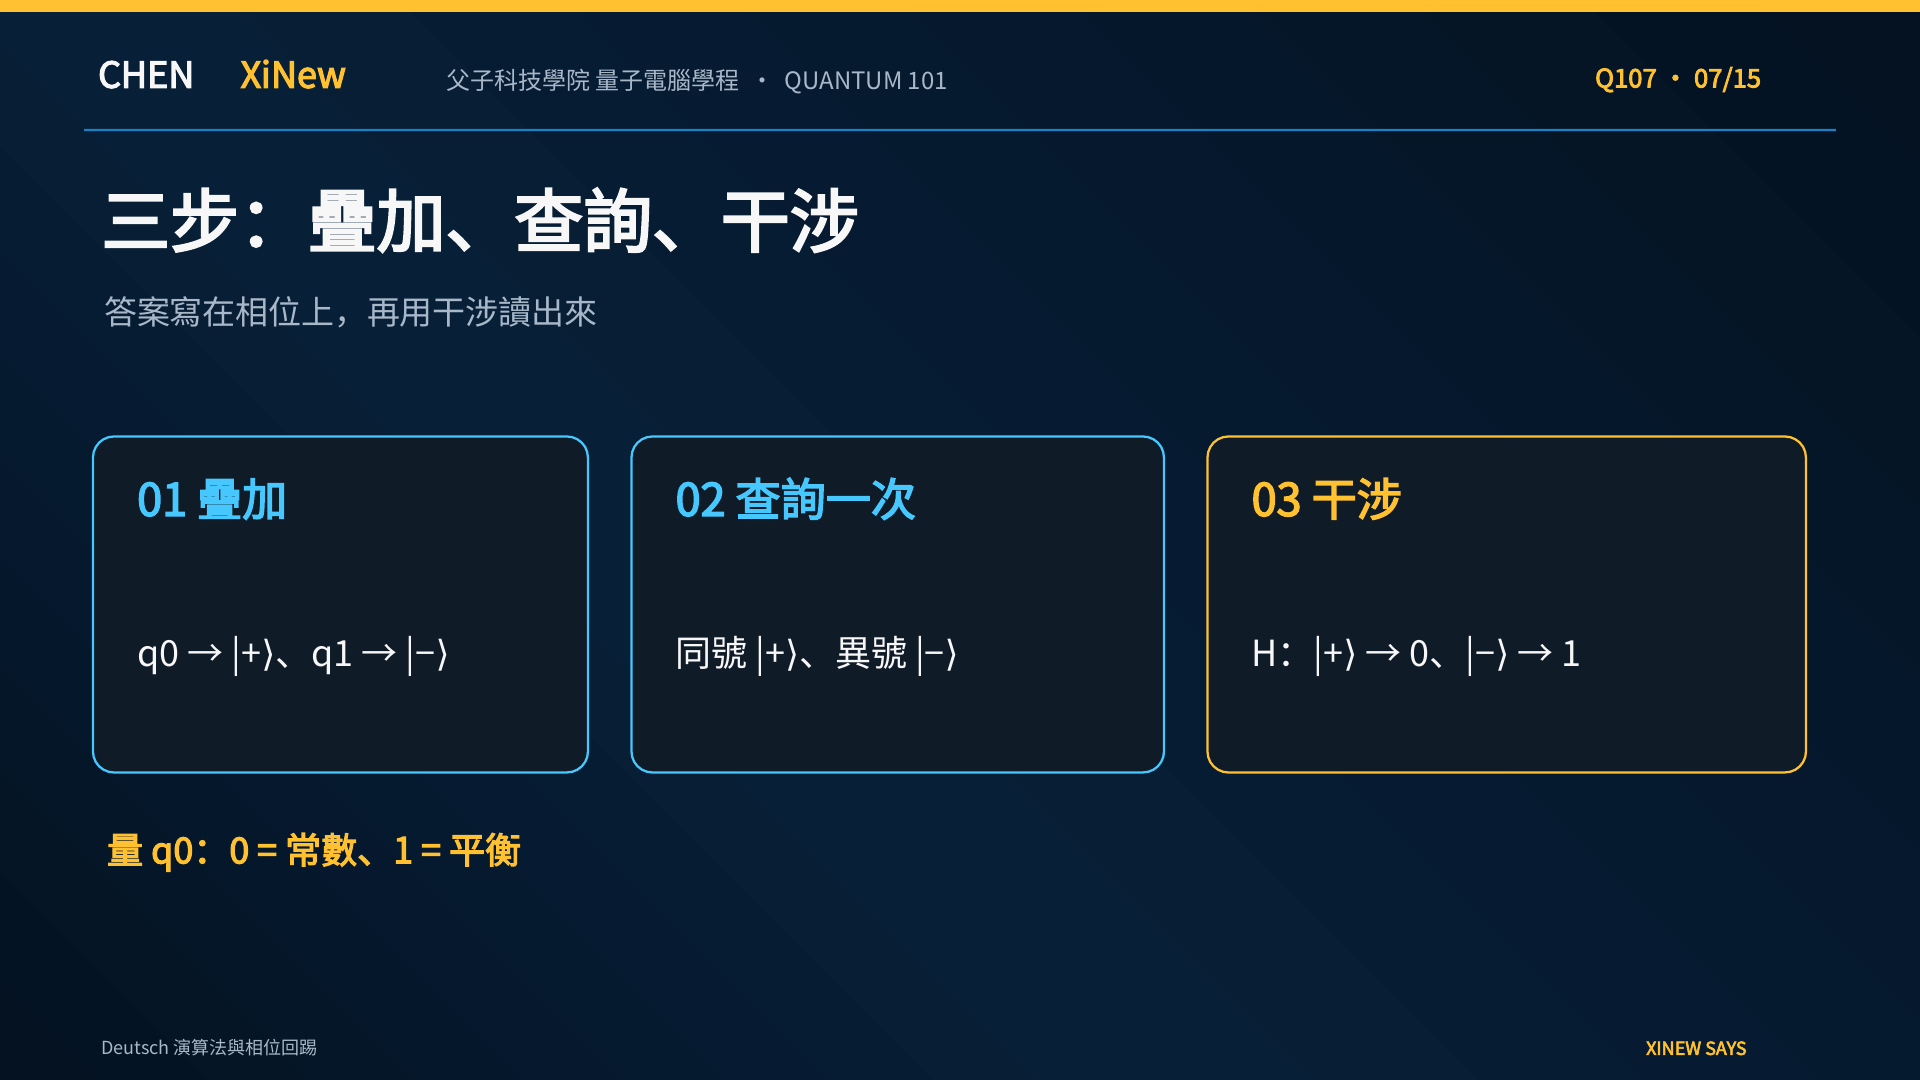 CHEN XiNew 父子科技學院 量子電腦學程 · QUANTUM 101 Q107 · 07/15
三步：疊加、查詢、干涉
答案寫在相位上，再用干涉讀出來
01 疊加
q0 → |+⟩、q1 → |−⟩
02 查詢一次
同號 |+⟩、異號 |−⟩
03 干涉
H：|+⟩ → 0、|−⟩ → 1
量 q0：0 = 常數、1 = 平衡
Deutsch 演算法與相位回踢 XINEW SAYS